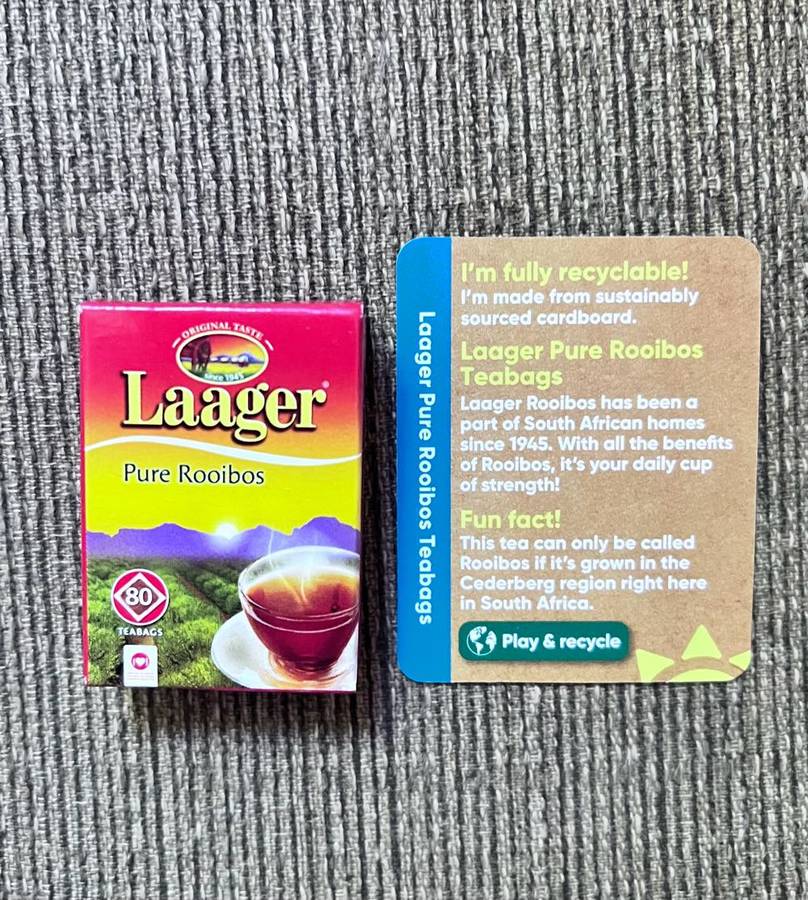 ORIGINAL TASTE
since 1945
Laager
Pure Rooibos
80
TEABAGS
Laager Pure Rooibos Teabags
I'm fully recyclable!
I'm made from sustainably
sourced cardboard.
Laager Pure Rooibos
Teabags
Laager Rooibos has been a
part of South African homes
since 1945. With all the benefits
of Rooibos, it's your daily cup
of strength!
Fun fact!
This tea can only be called
Rooibos if it's grown in the
Cederberg region right here
in South Africa.
Play & recycle